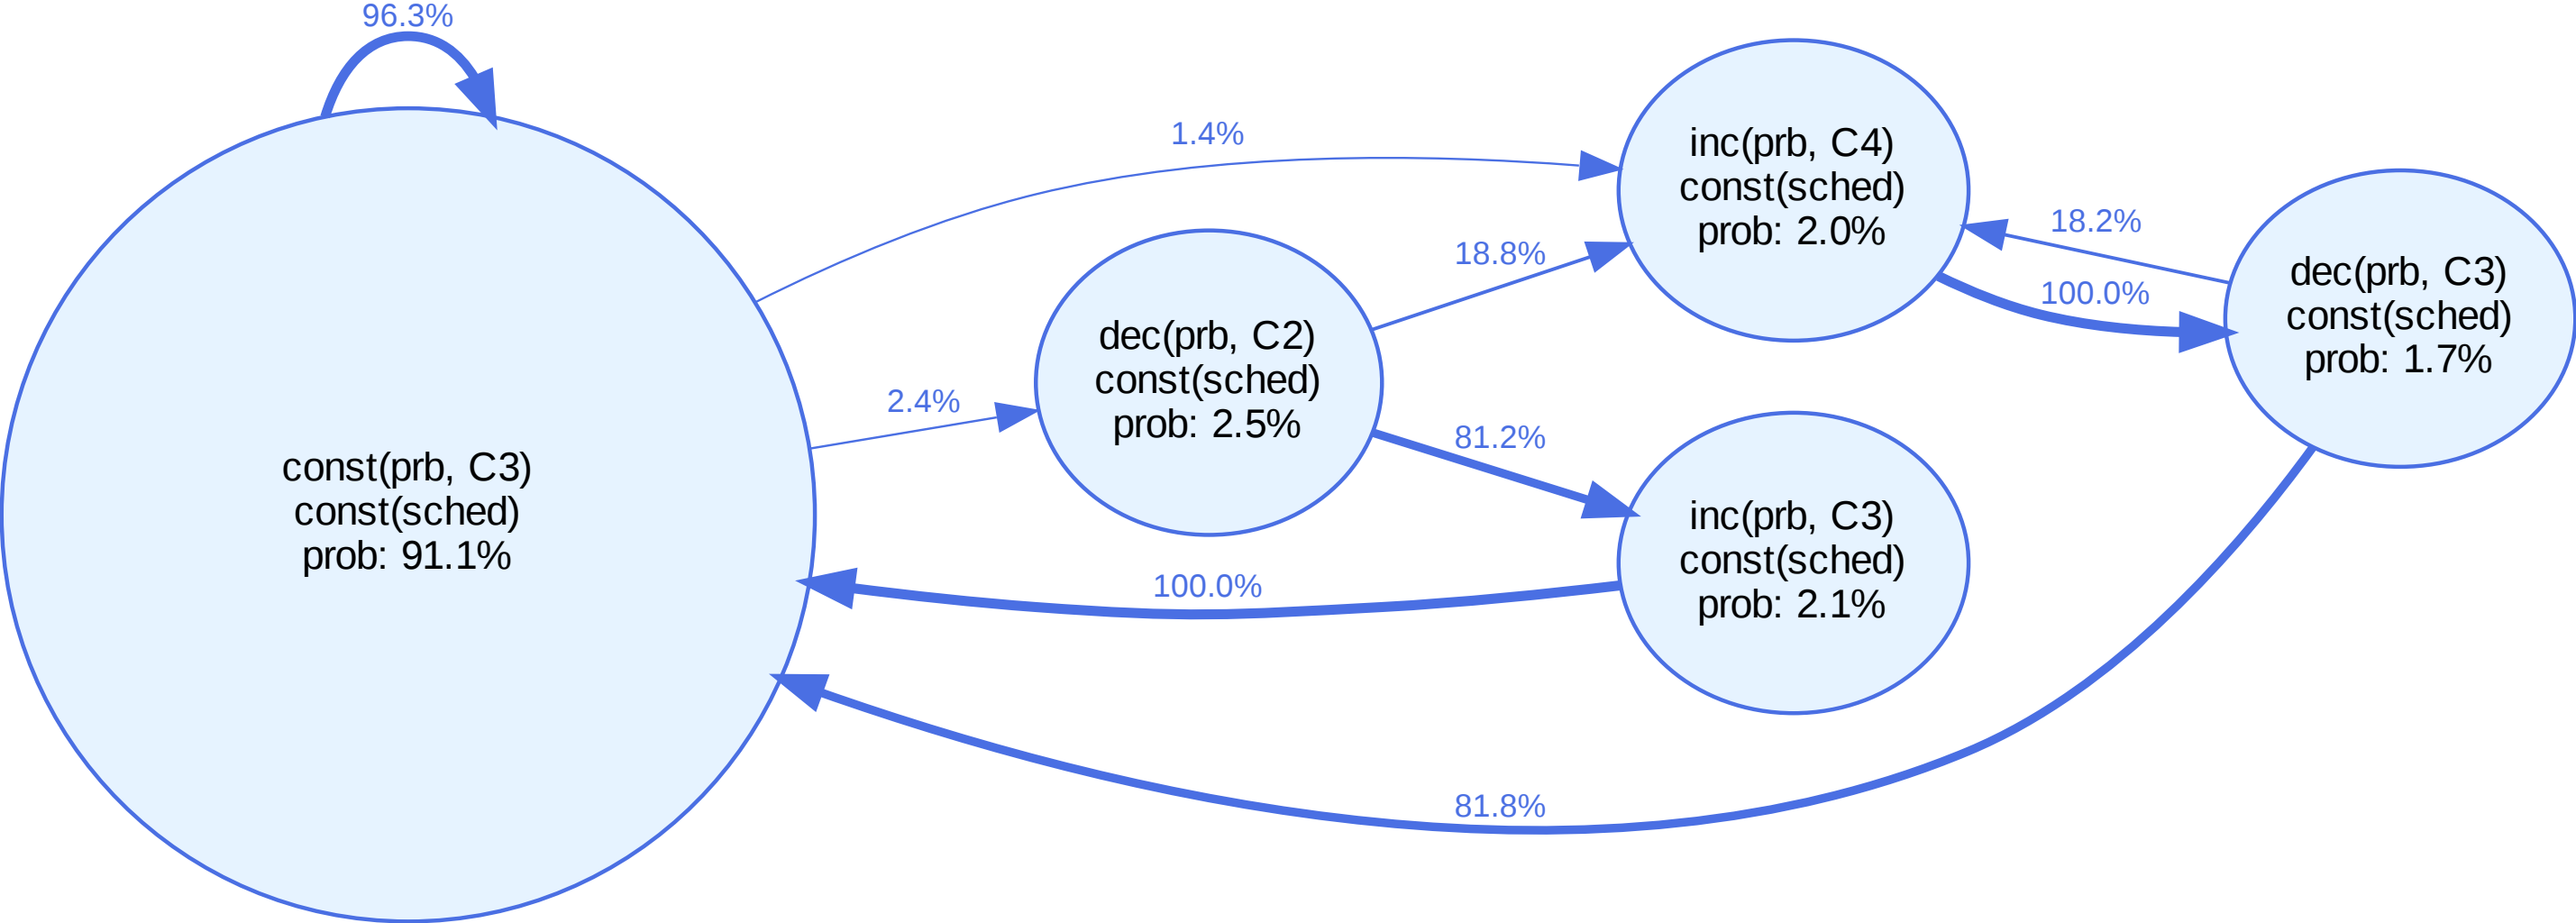 96.3%
1.4%
inc(prb, C4)
const(sched)
prob: 2.0%
18.2%
100.0%
dec(prb, C3)
const(sched)
prob: 1.7%
18.8%
dec(prb, C2)
const(sched)
prob: 2.5%
2.4%
81.2%
const(prb, C3)
const(sched)
prob: 91.1%
inc(prb, C3)
const(sched)
prob: 2.1%
100.0%
81.8%